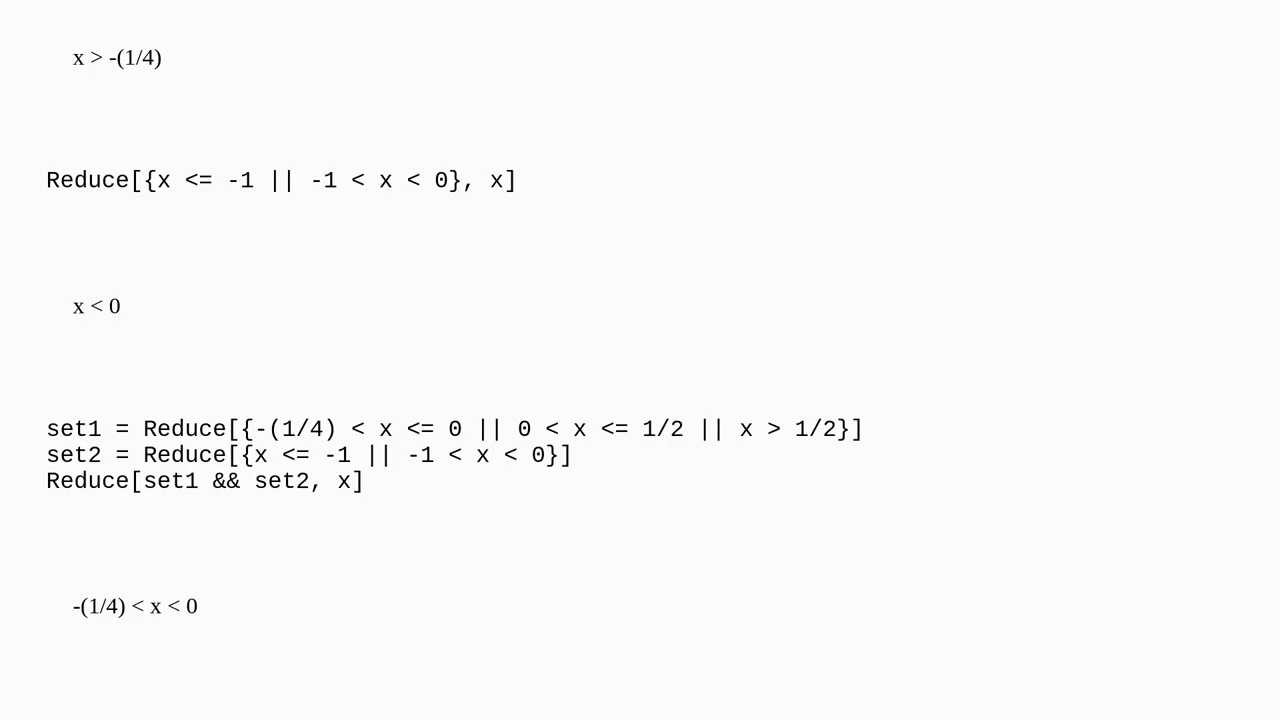 x > -(1/4)
Reduce[{x <= -1 || -1 < x < 0}, x]
x < 0
set1 = Reduce[{-(1/4) < x <= 0 || 0 < x <= 1/2 || x > 1/2}]
set2 = Reduce[{x <= -1 || -1 < x < 0}]
Reduce[set1 && set2, x]
-(1/4) < x < 0